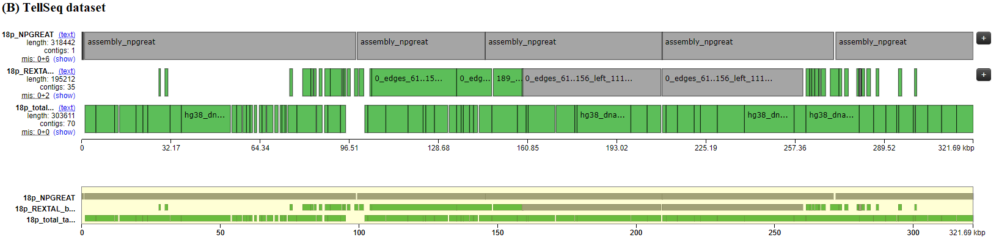 (B) TellSeq dataset
18p_NPGREAT (text)
length: 318442
contigs: 1
mis: 0+6 (show)
assembly_npgreat assembly_npgreat assembly_npgreat assembly_npgreat assembly_npgreat
+
18p_REXTA... (text)
length: 195212
contigs: 35
mis: 0+2 (show)
0_edges_61..15... 0_edg... 189_... 0_edges_61..156_left_111... 0_edges_61..156_left_111...
+
18p_total... (text)
length: 303611
contigs: 70
mis: 0+0 (show)
hg38_dn... hg38_dna... hg38_dn... hg38_dna...
0 32.17 64.34 96.51 128.68 160.85 193.02 225.19 257.36 289.52 321.69 kbp
18p_NPGREAT
18p_REXTAL_b...
18p_total_ta...
0 50 100 150 200 250 300 321.69 kbp